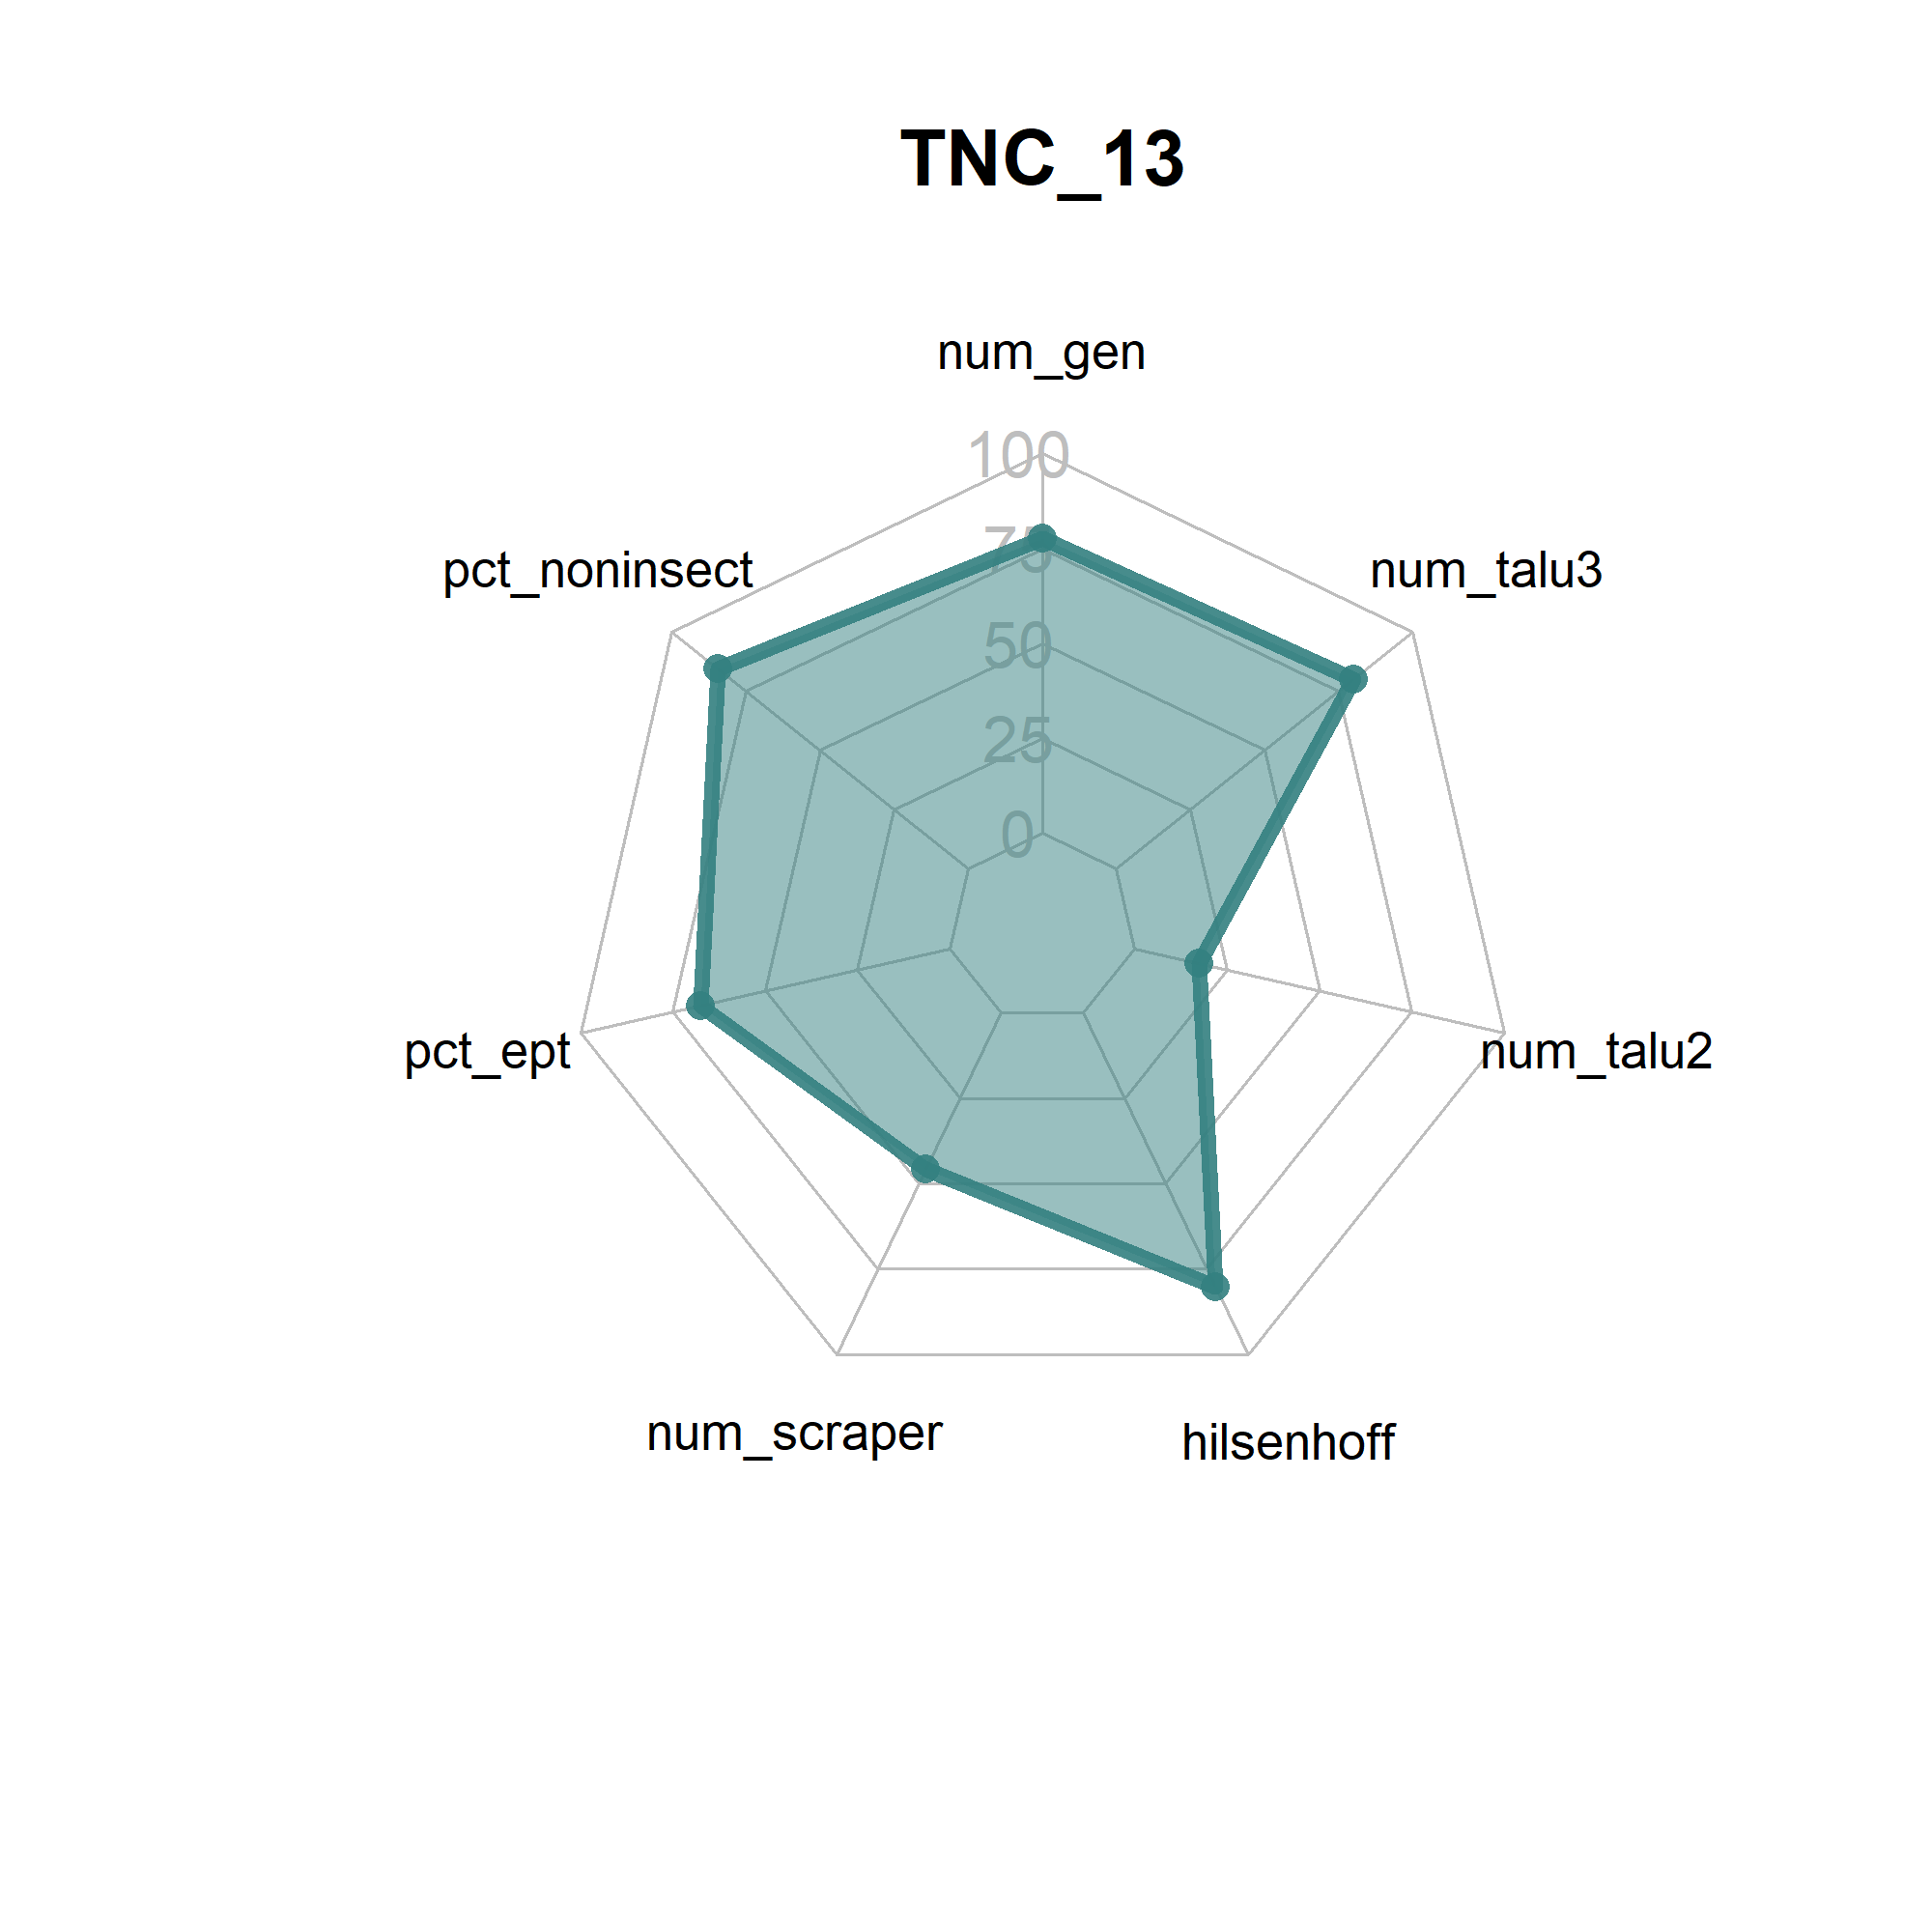 TNC_13
num_gen
100
pct_noninsect
num_talu3
75
50
25
0
pct_ept
num_talu2
num_scraper
hilsenhoff